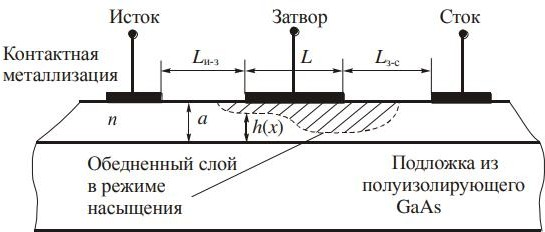 Исток
Затвор
Сток
Контактная
металлизация
Lи-з
L
Lз-с
n
a
h(x)
Обедненный слой
в режиме
насыщения
Подложка из
полуизолирующего
GaAs